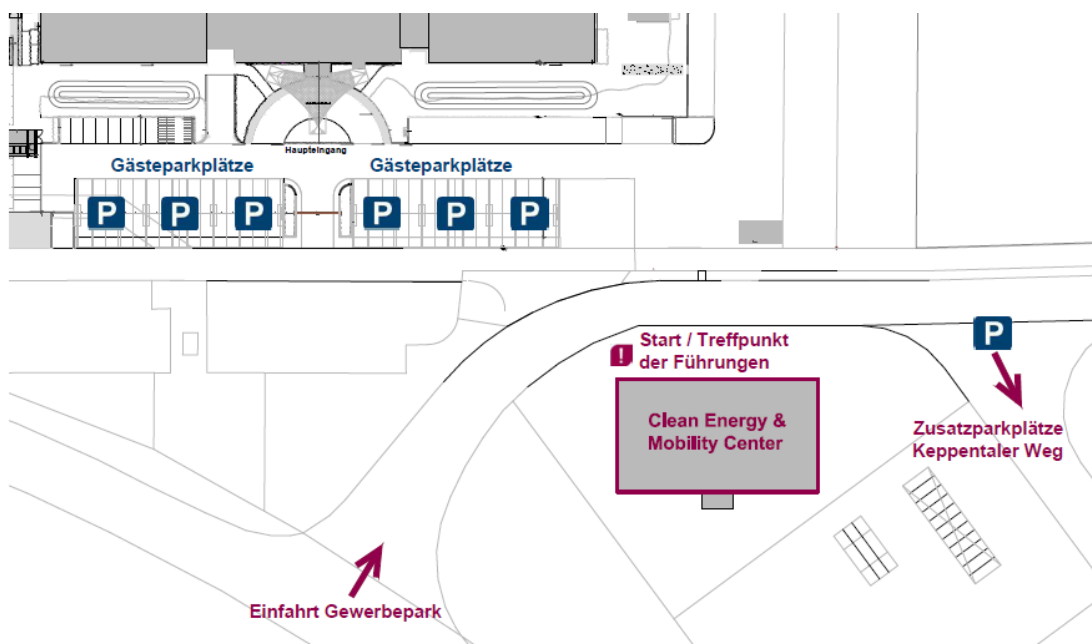 Haupteingang
Gästeparkplätze
Gästeparkplätze
P
P
P
P
P
P
Start / Treffpunkt
der Führungen
P
Clean Energy &
Mobility Center
Zusatzparkplätze
Keppentaler Weg
Einfahrt Gewerbepark